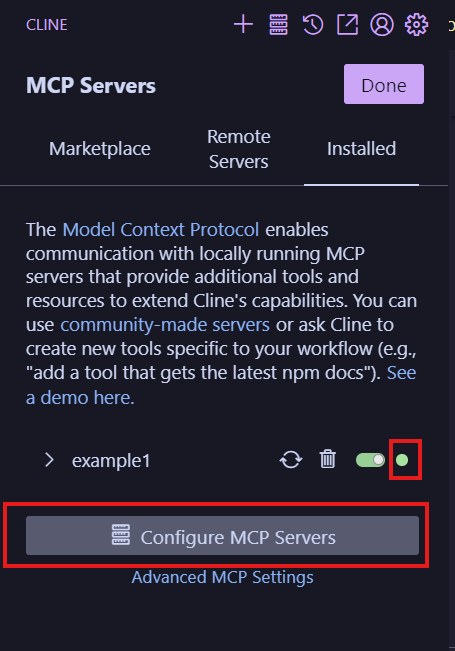 CLINE
MCP Servers
Done
Marketplace
Remote
Servers
Installed
The Model Context Protocol enables
communication with locally running MCP
servers that provide additional tools and
resources to extend Cline's capabilities. You can
use community-made servers or ask Cline to
create new tools specific to your workflow (e.g.,
"add a tool that gets the latest npm docs"). See
a demo here.
example1
Configure MCP Servers
Advanced MCP Settings